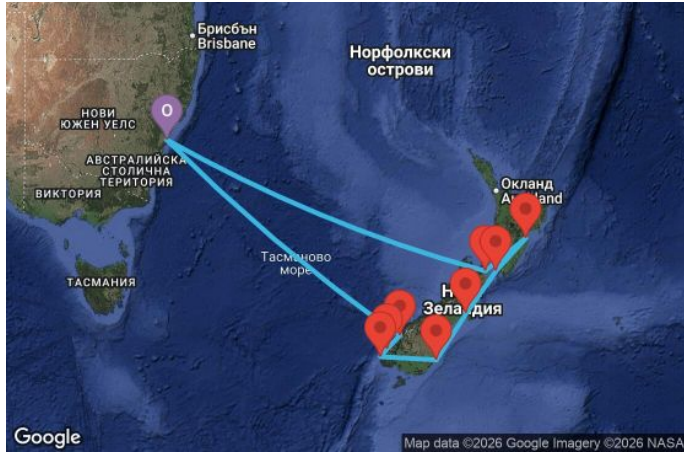 Брисбън
Brisbane
Норфолкски
острови
O
НОВИ
ЮЖЕН УЕЛС
АВСТРАЛИЙСКА
СТОЛИЧНА
ТЕРИТОРИЯ
ВИКТОРИЯ
Окланд
Тасманово
море
ТАСМАНИЯ
Зеландия
Google
Map data ©2026 Google Imagery ©2026 NASA